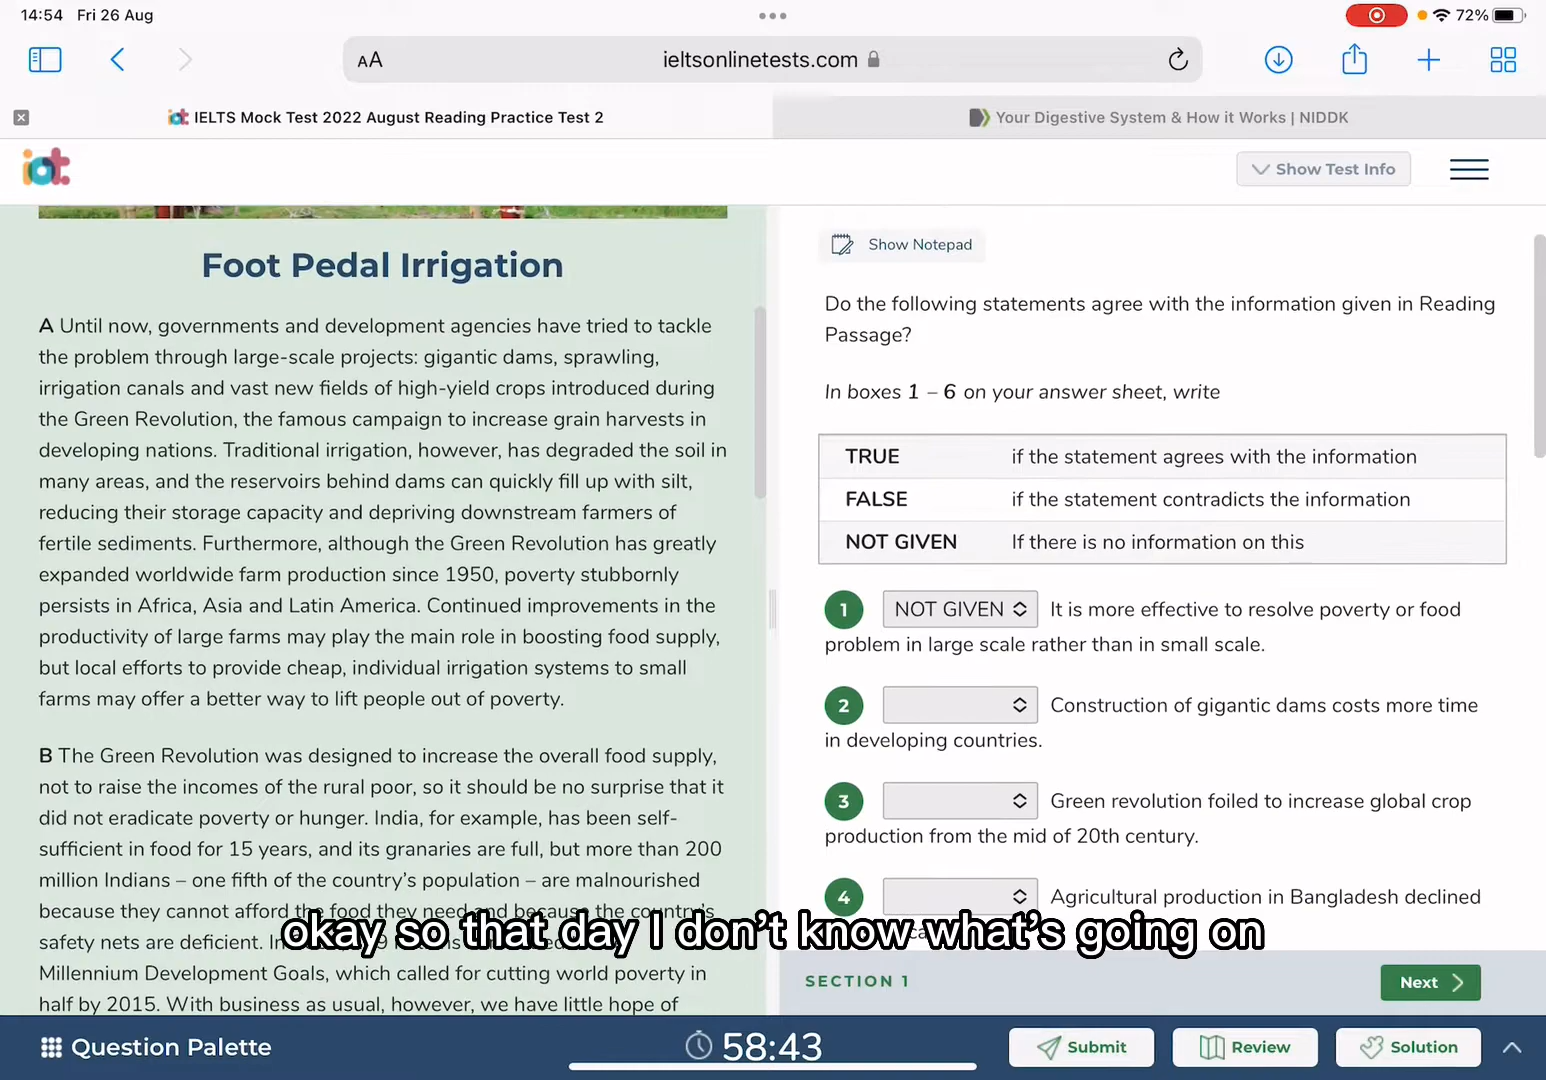 14:54 Fri 26 Aug
72%
AA
ieltsonlinetests.com
IELTS Mock Test 2022 August Reading Practice Test 2
Your Digestive System & How it Works | NIDDK
iot
Show Test Info
Foot Pedal Irrigation
A Until now, governments and development agencies have tried to tackle
the problem through large-scale projects: gigantic dams, sprawling,
irrigation canals and vast new fields of high-yield crops introduced during
the Green Revolution, the famous campaign to increase grain harvests in
developing nations. Traditional irrigation, however, has degraded the soil in
many areas, and the reservoirs behind dams can quickly fill up with silt,
reducing their storage capacity and depriving downstream farmers of
fertile sediments. Furthermore, although the Green Revolution has greatly
expanded worldwide farm production since 1950, poverty stubbornly
persists in Africa, Asia and Latin America. Continued improvements in the
productivity of large farms may play the main role in boosting food supply,
but local efforts to provide cheap, individual irrigation systems to small
farms may offer a better way to lift people out of poverty.
B The Green Revolution was designed to increase the overall food supply,
not to raise the incomes of the rural poor, so it should be no surprise that it
did not eradicate poverty or hunger. India, for example, has been self-
sufficient in food for 15 years, and its granaries are full, but more than 200
million Indians – one fifth of the country's population – are malnourished
because they cannot afford the food they need and because the country's
safety nets are deficient.
Millennium Development Goals, which called for cutting world poverty in
half by 2015. With business as usual, however, we have little hope of
Show Notepad
Do the following statements agree with the information given in Reading
Passage?
In boxes 1 – 6 on your answer sheet, write
TRUE if the statement agrees with the information
FALSE if the statement contradicts the information
NOT GIVEN If there is no information on this
1 NOT GIVEN It is more effective to resolve poverty or food
problem in large scale rather than in small scale.
2 Construction of gigantic dams costs more time
in developing countries.
3 Green revolution foiled to increase global crop
production from the mid of 20th century.
4 Agricultural production in Bangladesh declined
okay so that day I don't know what's going on
SECTION 1
Next
Question Palette
58:43
Submit
Review
Solution